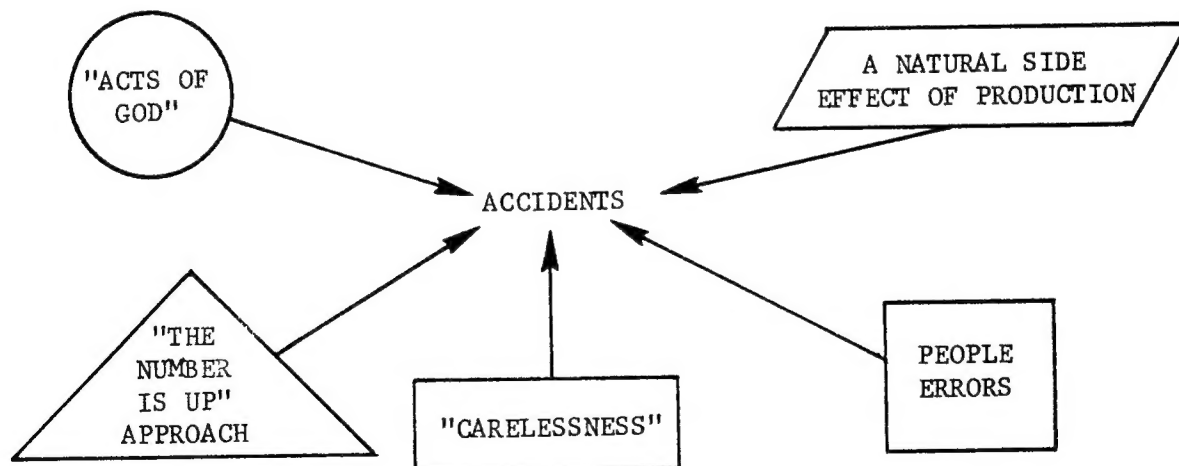 "ACTS OF
GOD"
A NATURAL SIDE
EFFECT OF PRODUCTION
ACCIDENTS
"THE
NUMBER
IS UP"
APPROACH
"CARELESSNESS"
PEOPLE
ERRORS